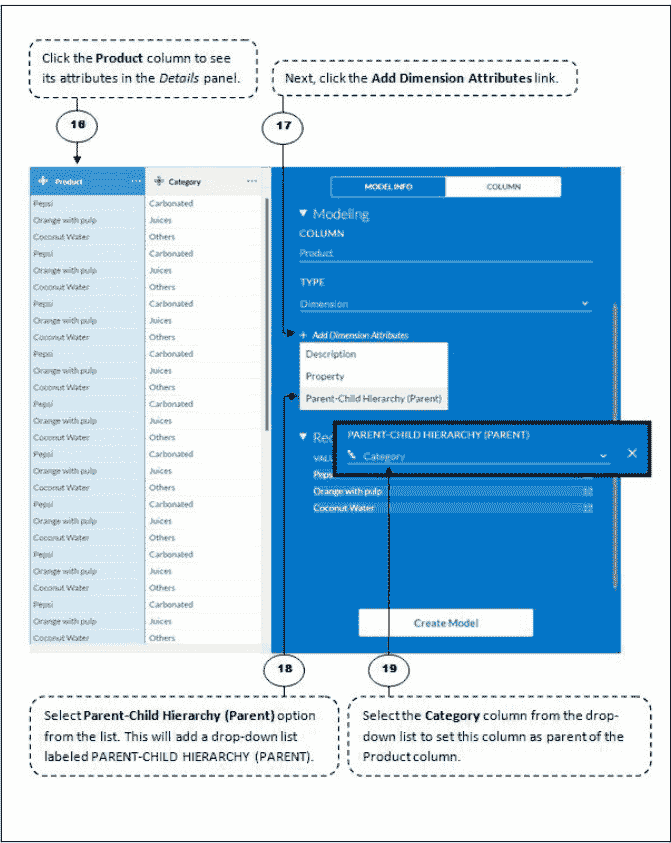 Click the Product column to see
its attributes in the Details panel.
Next, click the Add Dimension Attributes link.
16
17
Product ... Category ...
Pepsi Carbonated
Orange with pulp Juices
Coconut Water Others
Pepsi Carbonated
Orange with pulp Juices
Coconut Water Others
Pepsi Carbonated
Orange with pulp Juices
Coconut Water Others
Pepsi Carbonated
Orange with pulp Juices
Coconut Water Others
Pepsi Carbonated
Orange with pulp Juices
Coconut Water Others
Pepsi Carbonated
Orange with pulp Juices
Coconut Water Others
Pepsi Carbonated
Orange with pulp Juices
Coconut Water Others
Pepsi Carbonated
Orange with pulp Juices
Coconut Water Others
Pepsi Carbonated
Orange with pulp Juices
Coconut Water Others
MODEL INFO COLUMN
Modeling
COLUMN
Product
TYPE
Dimension
+ Add Dimension Attributes
Description
Property
Parent-Child Hierarchy (Parent)
PARENT-CHILD HIERARCHY (PARENT)
Category
Orange with pulp
Coconut Water
Create Model
18
19
Select Parent-Child Hierarchy (Parent) option
from the list. This will add a drop-down list
labeled PARENT-CHILD HIERARCHY (PARENT).
Select the Category column from the drop-
down list to set this column as parent of the
Product column.